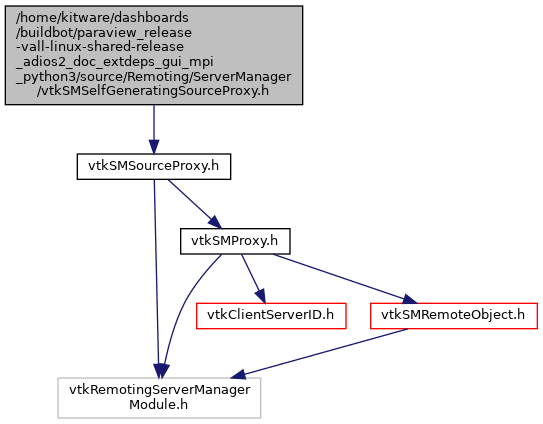 /home/kitware/dashboards
/buildbot/paraview_release
-vall-linux-shared-release
_adios2_doc_extdeps_gui_mpi
_python3/source/Remoting/ServerManager
/vtkSMSelfGeneratingSourceProxy.h
vtkSMSourceProxy.h
vtkSMProxy.h
vtkClientServerID.h
vtkSMRemoteObject.h
vtkRemotingServerManager
Module.h